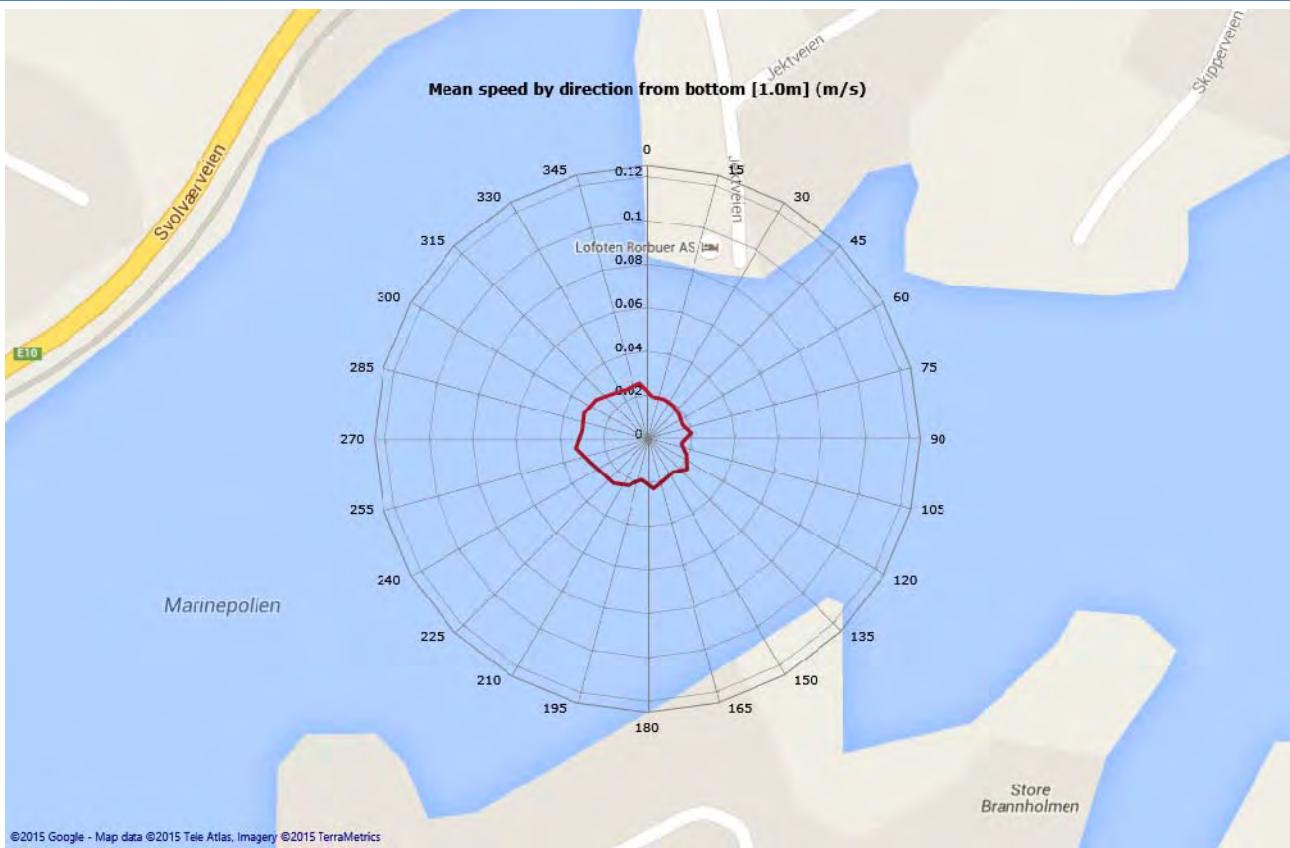 Jektveien
Skipperveien
Mean speed by direction from bottom [1.0m] (m/s)
Svolværveien
Jektveien
0
15
30
45
60
75
90
105
120
135
150
165
180
195
210
225
240
255
270
285
300
315
330
345
0.12
0.1
0.08
0.06
0.04
0.02
0
Lofoten Rorbuer AS
E10
Marinepollen
Store
Brannholmen
©2015 Google - Map data ©2015 Tele Atlas, Imagery ©2015 TerraMetrics